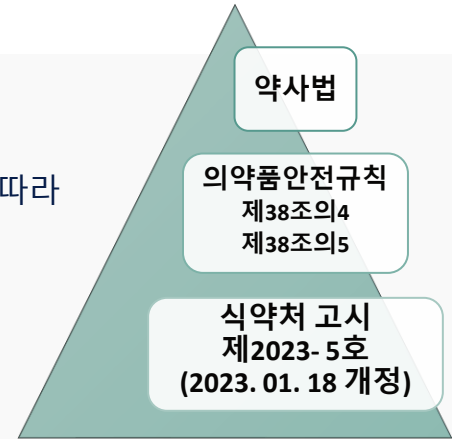 약사법
따라
의약품안전규칙
제38조의4
제38조의5
식약처 고시
제2023- 5호
(2023. 01. 18 개정)